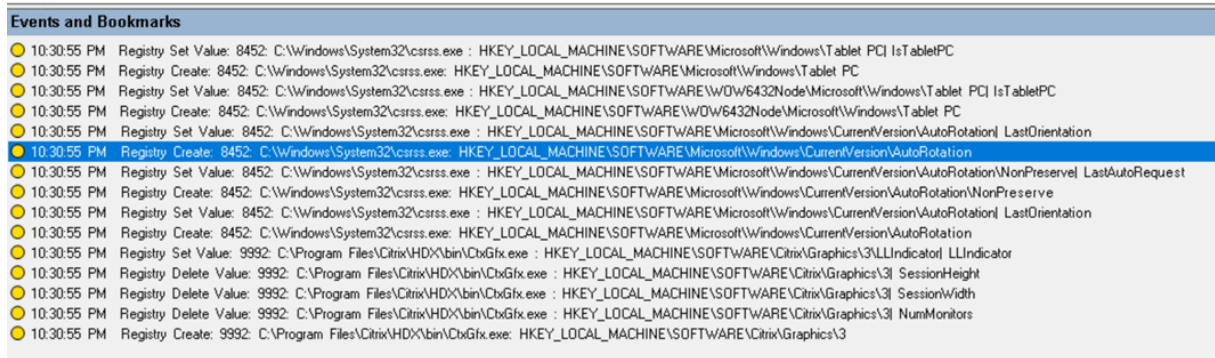 Events and Bookmarks
10:30:55 PM Registry Set Value: 8452: C:\Windows\System32\csrss.exe : HKEY_LOCAL_MACHINE\SOFTWARE\Microsoft\Windows\Tablet PC| IsTabletPC
10:30:55 PM Registry Create: 8452: C:\Windows\System32\csrss.exe: HKEY_LOCAL_MACHINE\SOFTWARE\Microsoft\Windows\Tablet PC
10:30:55 PM Registry Set Value: 8452: C:\Windows\System32\csrss.exe : HKEY_LOCAL_MACHINE\SOFTWARE\WOW6432Node\Microsoft\Windows\Tablet PC| IsTabletPC
10:30:55 PM Registry Create: 8452: C:\Windows\System32\csrss.exe: HKEY_LOCAL_MACHINE\SOFTWARE\WOW6432Node\Microsoft\Windows\Tablet PC
10:30:55 PM Registry Set Value: 8452: C:\Windows\System32\csrss.exe : HKEY_LOCAL_MACHINE\SOFTWARE\Microsoft\Windows\CurrentVersion\AutoRotation| LastOrientation
10:30:55 PM Registry Create: 8452: C:\Windows\System32\csrss.exe: HKEY_LOCAL_MACHINE\SOFTWARE\Microsoft\Windows\CurrentVersion\AutoRotation
10:30:55 PM Registry Set Value: 8452: C:\Windows\System32\csrss.exe : HKEY_LOCAL_MACHINE\SOFTWARE\Microsoft\Windows\CurrentVersion\AutoRotation\NonPreserve| LastAutoRequest
10:30:55 PM Registry Create: 8452: C:\Windows\System32\csrss.exe: HKEY_LOCAL_MACHINE\SOFTWARE\Microsoft\Windows\CurrentVersion\AutoRotation\NonPreserve
10:30:55 PM Registry Set Value: 8452: C:\Windows\System32\csrss.exe : HKEY_LOCAL_MACHINE\SOFTWARE\Microsoft\Windows\CurrentVersion\AutoRotation| LastOrientation
10:30:55 PM Registry Create: 8452: C:\Windows\System32\csrss.exe: HKEY_LOCAL_MACHINE\SOFTWARE\Microsoft\Windows\CurrentVersion\AutoRotation
10:30:55 PM Registry Set Value: 9992: C:\Program Files\Citrix\HDX\bin\CtxGfx.exe : HKEY_LOCAL_MACHINE\SOFTWARE\Citrix\Graphics\3\LLIndicator| LLIndicator
10:30:55 PM Registry Delete Value: 9992: C:\Program Files\Citrix\HDX\bin\CtxGfx.exe : HKEY_LOCAL_MACHINE\SOFTWARE\Citrix\Graphics\3| SessionHeight
10:30:55 PM Registry Delete Value: 9992: C:\Program Files\Citrix\HDX\bin\CtxGfx.exe : HKEY_LOCAL_MACHINE\SOFTWARE\Citrix\Graphics\3| SessionWidth
10:30:55 PM Registry Delete Value: 9992: C:\Program Files\Citrix\HDX\bin\CtxGfx.exe : HKEY_LOCAL_MACHINE\SOFTWARE\Citrix\Graphics\3| NumMonitors
10:30:55 PM Registry Create: 9992: C:\Program Files\Citrix\HDX\bin\CtxGfx.exe: HKEY_LOCAL_MACHINE\SOFTWARE\Citrix\Graphics\3